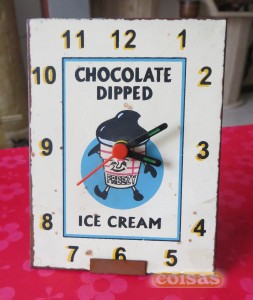 11 12 1
10 2
CHOCOLATE
DIPPED
9 3
8 4
ICE CREAM
7 6 5
coisas